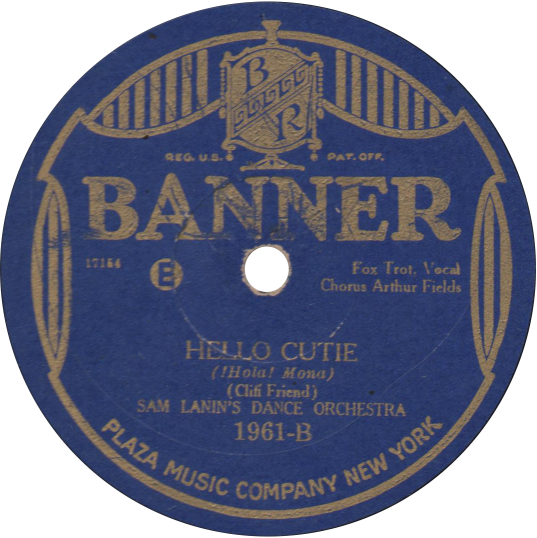 B
R
REG. U.S. PAT. OFF.
BANNER
17154
E
Fox Trot, Vocal
Chorus Arthur Fields
HELLO CUTIE
(!Hola! Mona)
(Cliff Friend)
SAM LANIN'S DANCE ORCHESTRA
1961-B
PLAZA MUSIC COMPANY NEW YORK